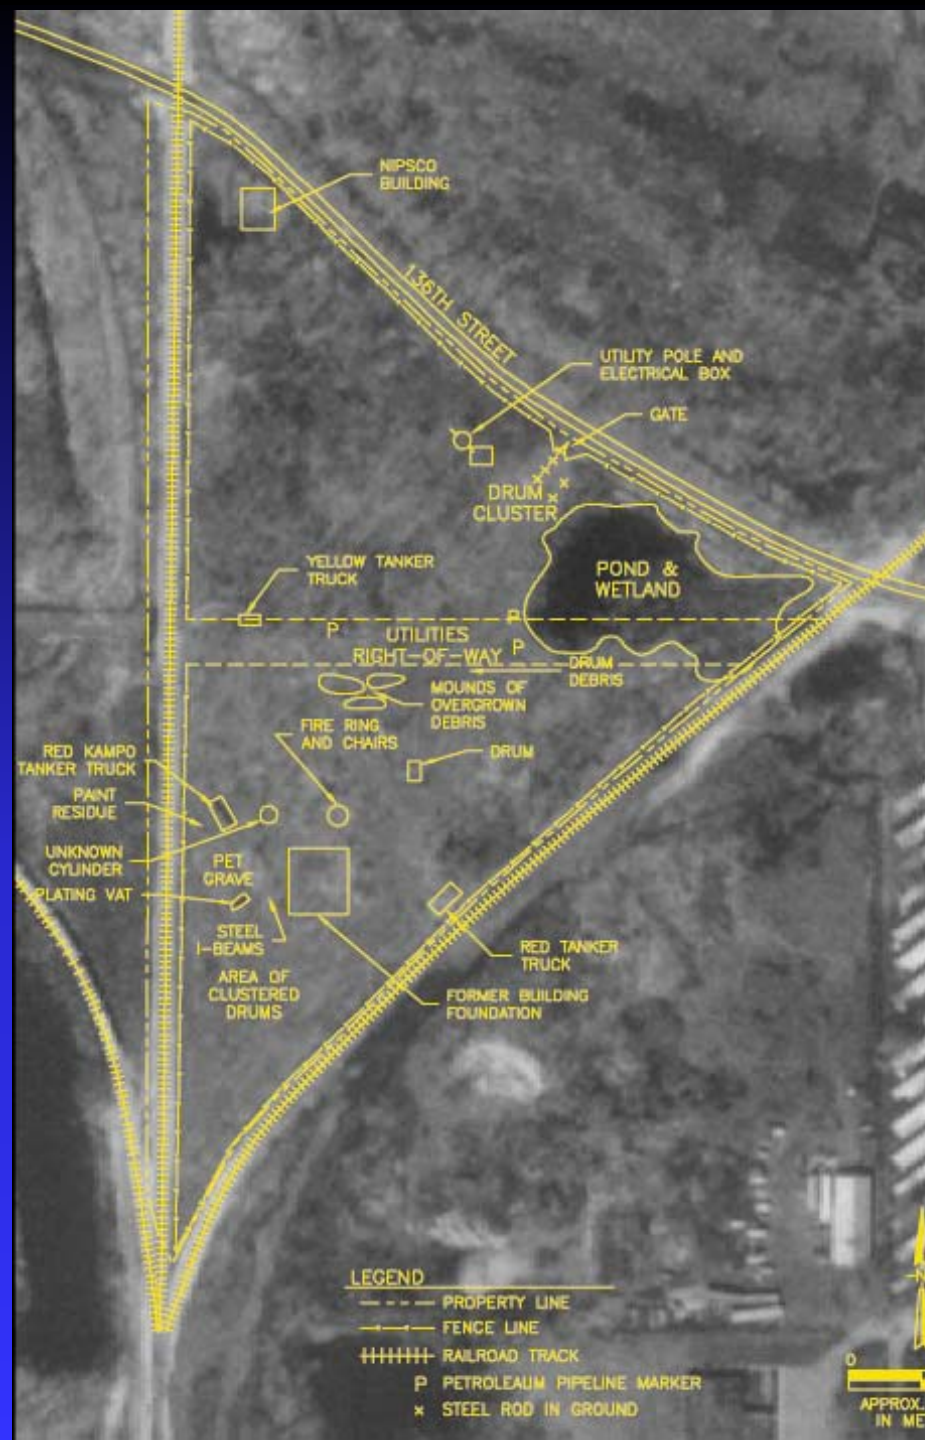 NIPSCO
BUILDING
136TH STREET
UTILITY POLE AND
ELECTRICAL BOX
GATE
DRUM
CLUSTER
POND &
WETLAND
YELLOW TANKER
TRUCK
P
P
UTILITIES
RIGHT-OF-WAY
P
DRUM
DEBRIS
MOUNDS OF
OVERGROWN
DEBRIS
FIRE RING
AND CHAIRS
DRUM
RED KAMPO
TANKER TRUCK
PAINT
RESIDUE
UNKNOWN
CYLINDER
PET
GRAVE
PLATING VAT
STEEL
I-BEAMS
RED TANKER
TRUCK
AREA OF
CLUSTERED
DRUMS
FORMER BUILDING
FOUNDATION
LEGEND
PROPERTY LINE
FENCE LINE
RAILROAD TRACK
P PETROLEAUM PIPELINE MARKER
x STEEL ROD IN GROUND
N
0
APPROX.
IN ME